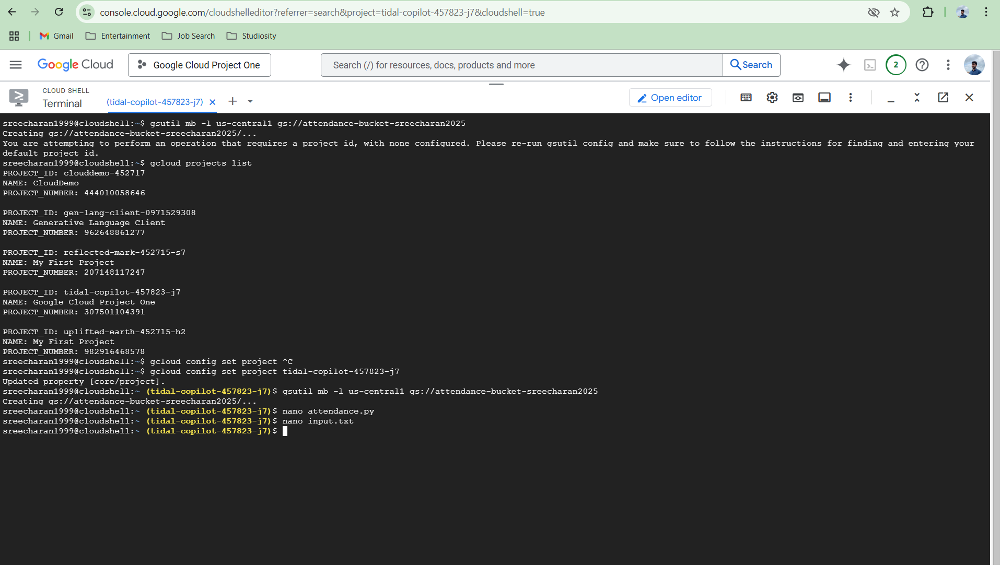 console.cloud.google.com/cloudshelleditor?referrer=search&project=tidal-copilot-457823-j7&cloudshell=true
Gmail Entertainment Job Search Studiosity
Google Cloud Google Cloud Project One Search (/) for resources, docs, products and more Search 2
CLOUD SHELL
Terminal (tidal-copilot-457823-j7) Open editor
sreecharan1999@cloudshell:~$ gsutil mb -l us-central1 gs://attendance-bucket-sreecharan2025
Creating gs://attendance-bucket-sreecharan2025/...
You are attempting to perform an operation that requires a project id, with none configured. Please re-run gsutil config and make sure to follow the instructions for finding and entering your
default project id.
sreecharan1999@cloudshell:~$ gcloud projects list
PROJECT_ID: clouddemo-452717
NAME: CloudDemo
PROJECT_NUMBER: 444010058646
PROJECT_ID: gen-lang-client-0971529308
NAME: Generative Language Client
PROJECT_NUMBER: 962648861277
PROJECT_ID: reflected-mark-452715-s7
NAME: My First Project
PROJECT_NUMBER: 207148117247
PROJECT_ID: tidal-copilot-457823-j7
NAME: Google Cloud Project One
PROJECT_NUMBER: 307501104391
PROJECT_ID: uplifted-earth-452715-h2
NAME: My First Project
PROJECT_NUMBER: 982916468578
sreecharan1999@cloudshell:~$ gcloud config set project ^C
sreecharan1999@cloudshell:~$ gcloud config set project tidal-copilot-457823-j7
Updated property [core/project].
sreecharan1999@cloudshell:~ (tidal-copilot-457823-j7)$ gsutil mb -l us-central1 gs://attendance-bucket-sreecharan2025
Creating gs://attendance-bucket-sreecharan2025/...
sreecharan1999@cloudshell:~ (tidal-copilot-457823-j7)$ nano attendance.py
sreecharan1999@cloudshell:~ (tidal-copilot-457823-j7)$ nano input.txt
sreecharan1999@cloudshell:~ (tidal-copilot-457823-j7)$